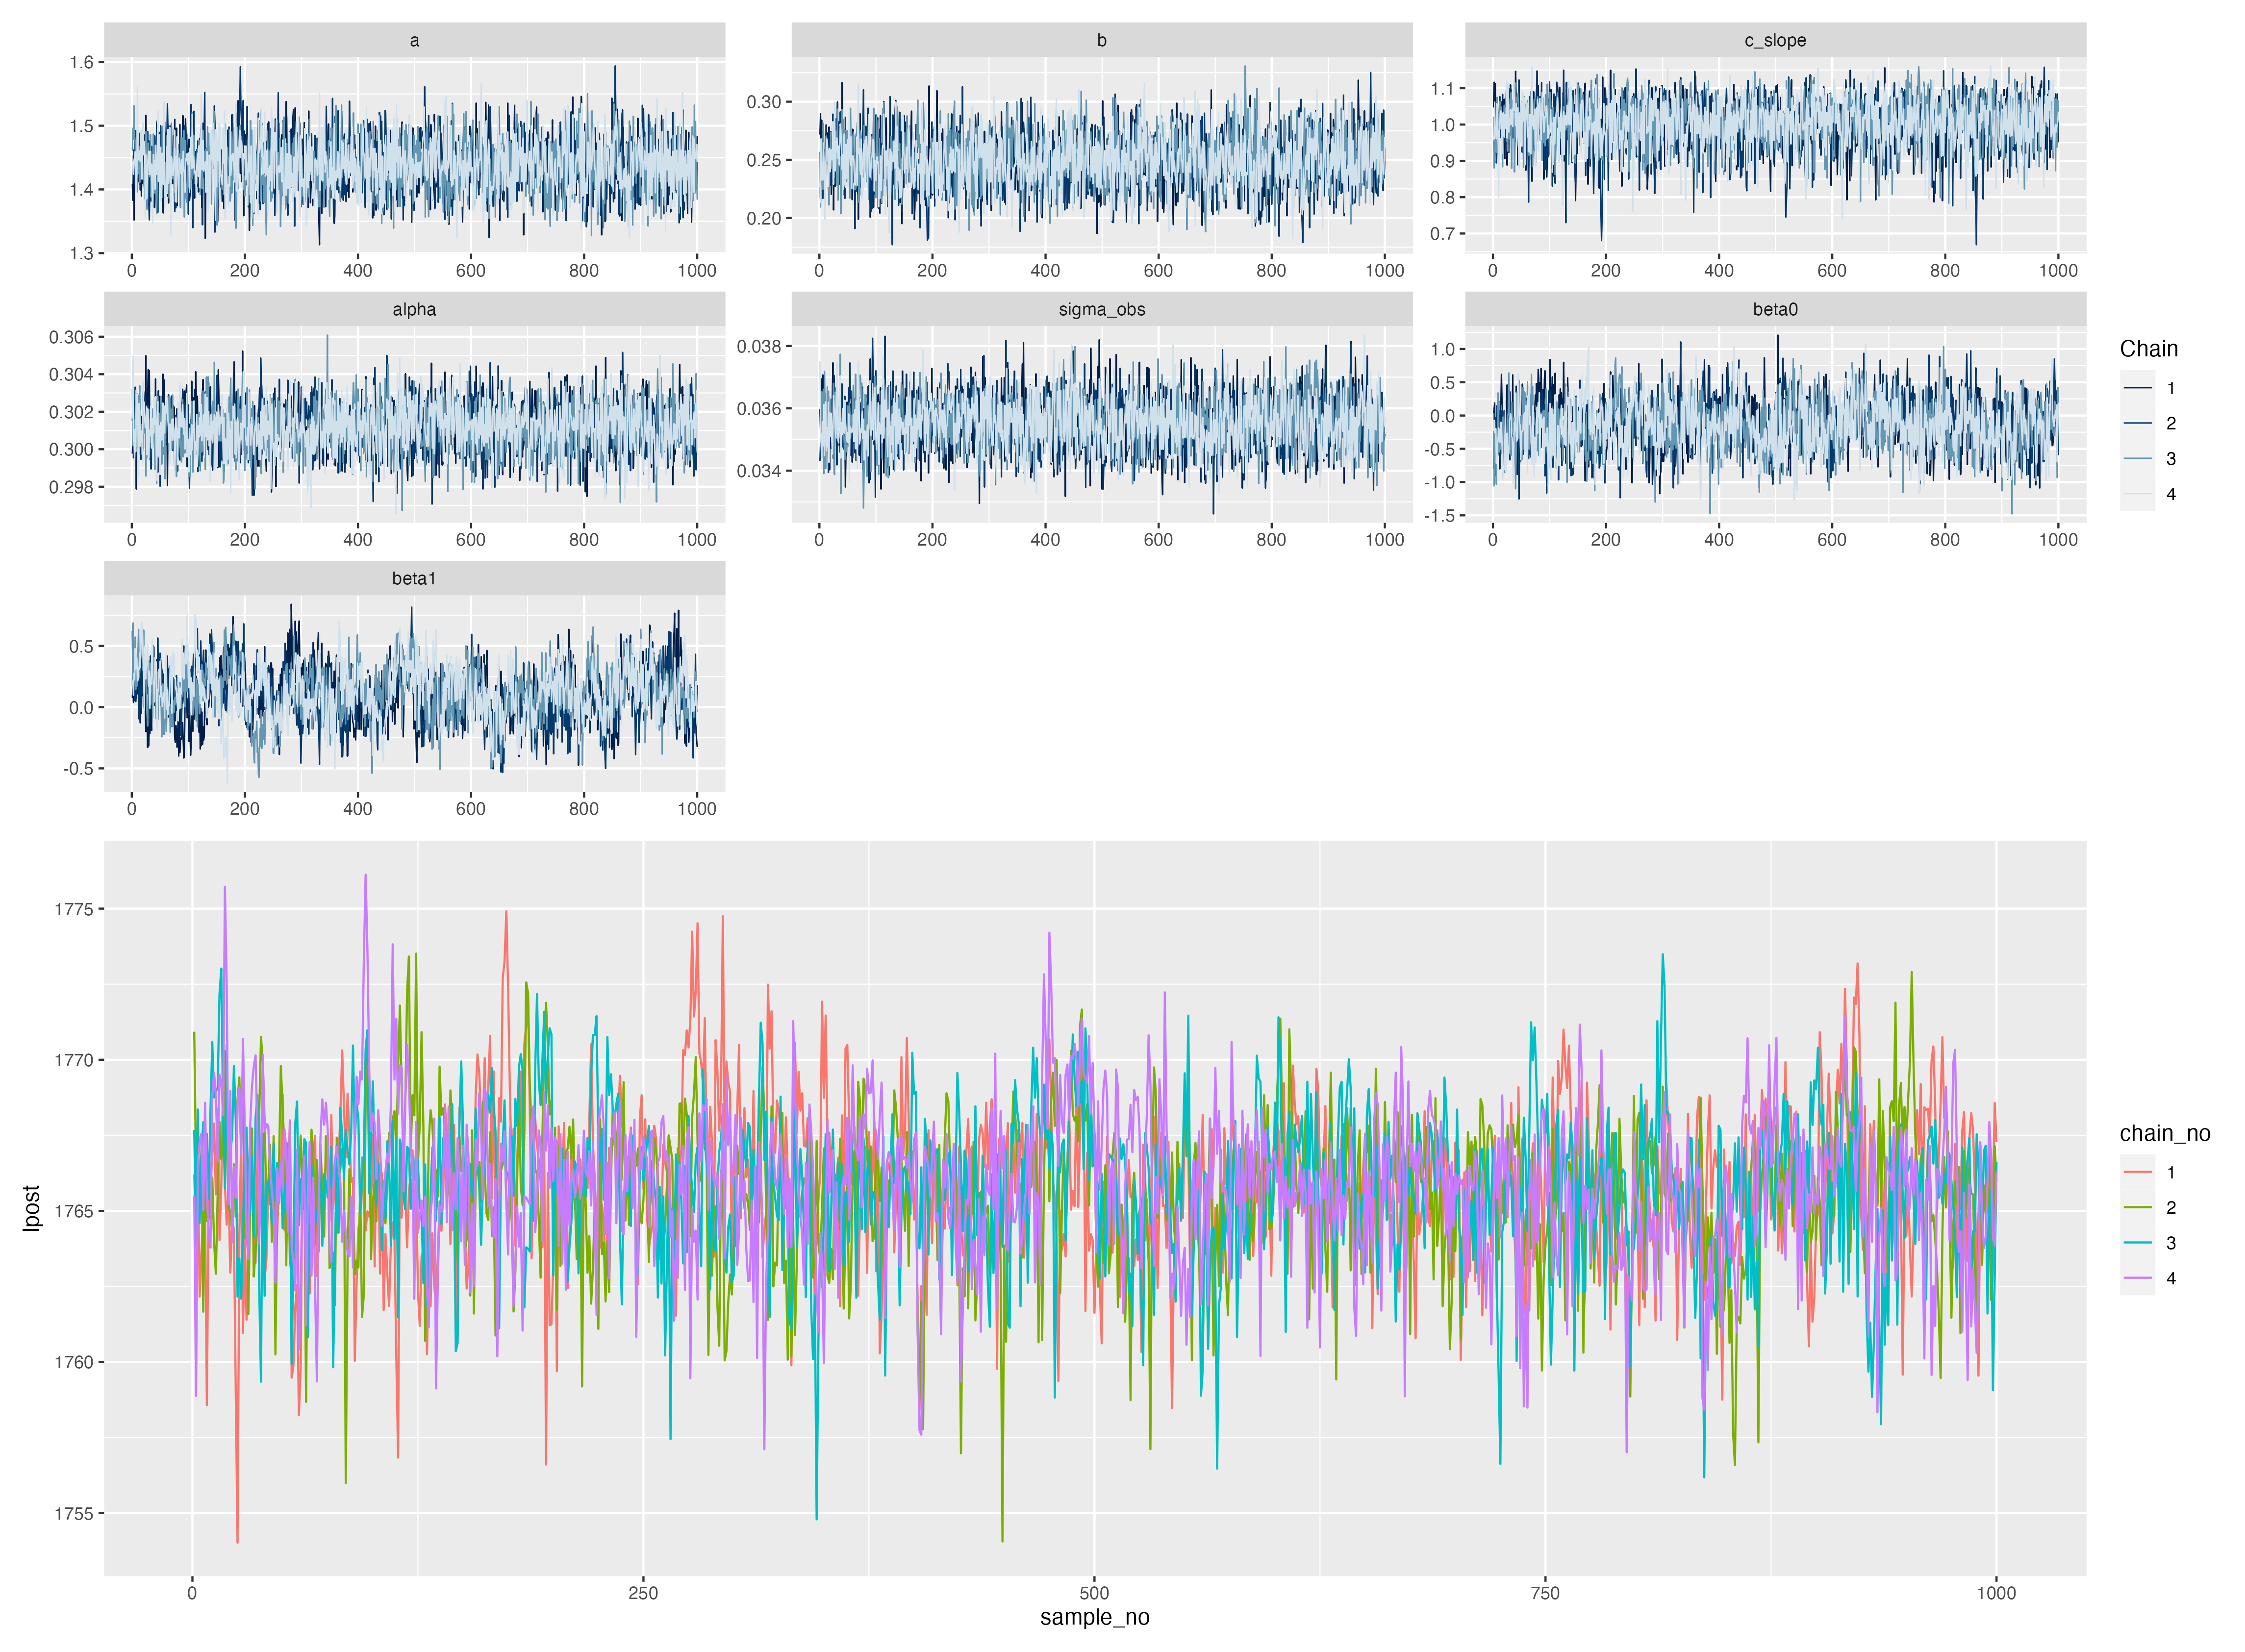 a b c_slope
1.6
1.5
1.4
1.3
0 200 400 600 800 1000
0.30
0.25
0.20
0 200 400 600 800 1000
1.1
1.0
0.9
0.8
0.7
0 200 400 600 800 1000
alpha sigma_obs beta0
0.306
0.304
0.302
0.300
0.298
0 200 400 600 800 1000
0.038
0.036
0.034
0 200 400 600 800 1000
1.0
0.5
0.0
-0.5
-1.0
-1.5
0 200 400 600 800 1000
Chain
1
2
3
4
beta1
0.5
0.0
-0.5
0 200 400 600 800 1000
lpost
1775
1770
1765
1760
1755
0 250 500 750 1000
sample_no
chain_no
1
2
3
4